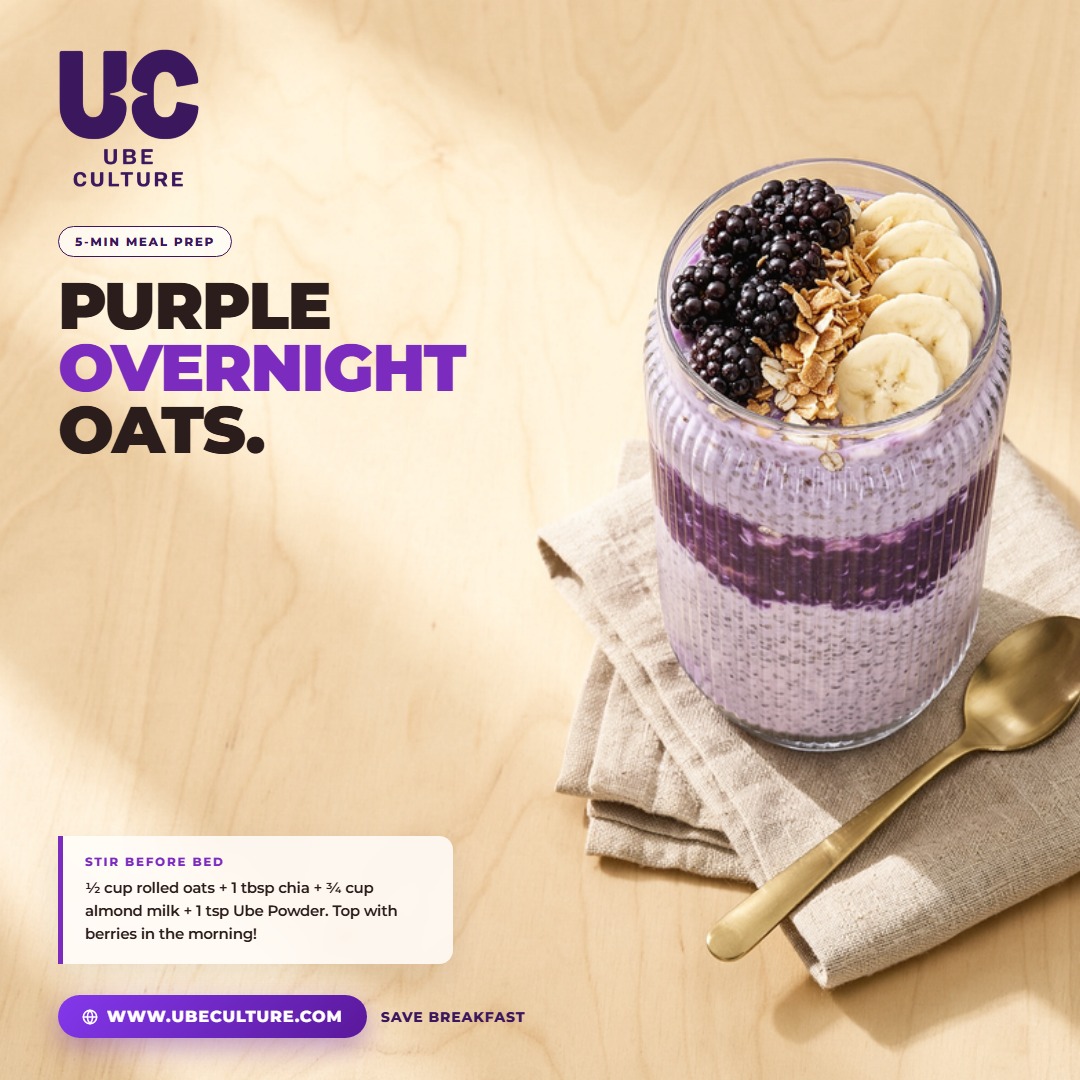 UC
UBE
CULTURE
5-MIN MEAL PREP
PURPLE
OVERNIGHT
OATS.
STIR BEFORE BED
½ cup rolled oats + 1 tbsp chia + ¾ cup
almond milk + 1 tsp Ube Powder. Top with
berries in the morning!
WWW.UBECULTURE.COM
SAVE BREAKFAST